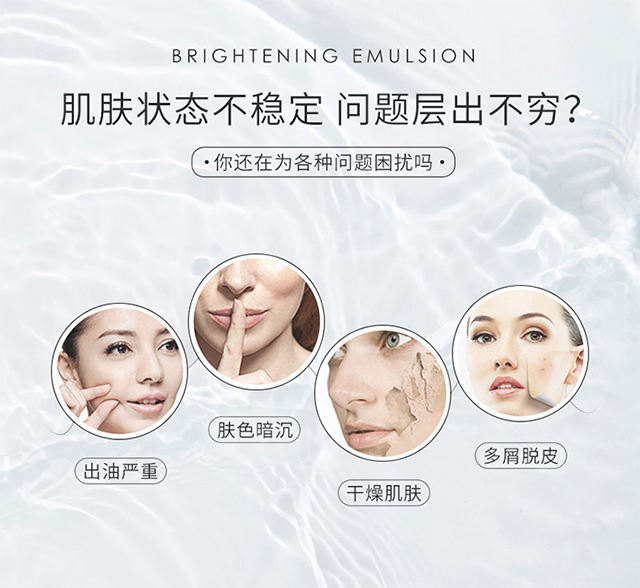 BRIGHTENING EMULSION
肌肤状态不稳定 问题层出不穷?
·你还在为各种问题困扰吗·
出油严重
肤色暗沉
干燥肌肤
多屑脱皮